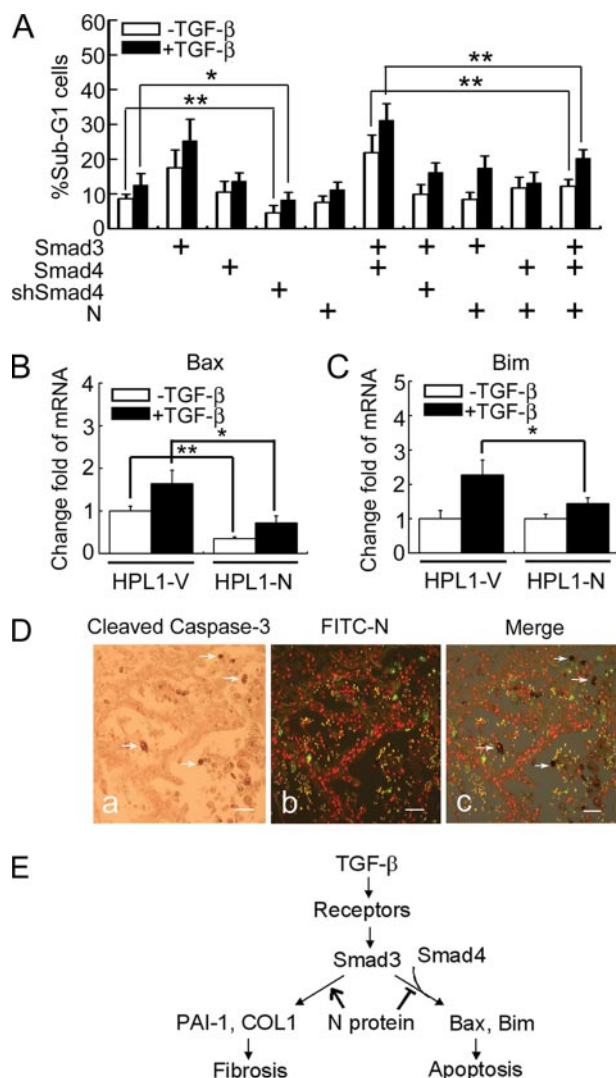 A
-TGF-β
+TGF-β
%Sub-G1 cells
60
50
40
30
20
10
0
*
**
**
**
Smad3 + + + + +
Smad4 + + + +
shSmad4 + +
N + + + +
B
Bax
-TGF-β
+TGF-β
Change fold of mRNA
4
3
2
1
0
*
**
HPL1-V HPL1-N
C
Bim
-TGF-β
+TGF-β
Change fold of mRNA
5
4
3
2
1
0
*
HPL1-V HPL1-N
D
Cleaved Caspase-3 FITC-N Merge
a b c
E
TGF-β
Receptors
Smad3 Smad4
PAI-1, COL1 N protein Bax, Bim
Fibrosis Apoptosis